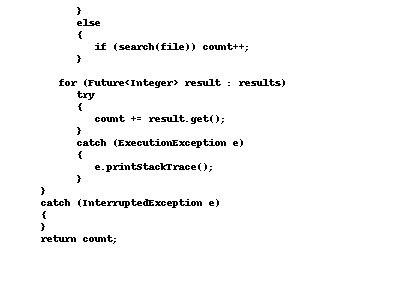 }
else
{
if (search(file)) count++;
}
for (Future<Integer> result : results)
try
{
count += result.get();
}
catch (ExecutionException e)
{
e.printStackTrace();
}
}
catch (InterruptedException e)
{
}
return count;